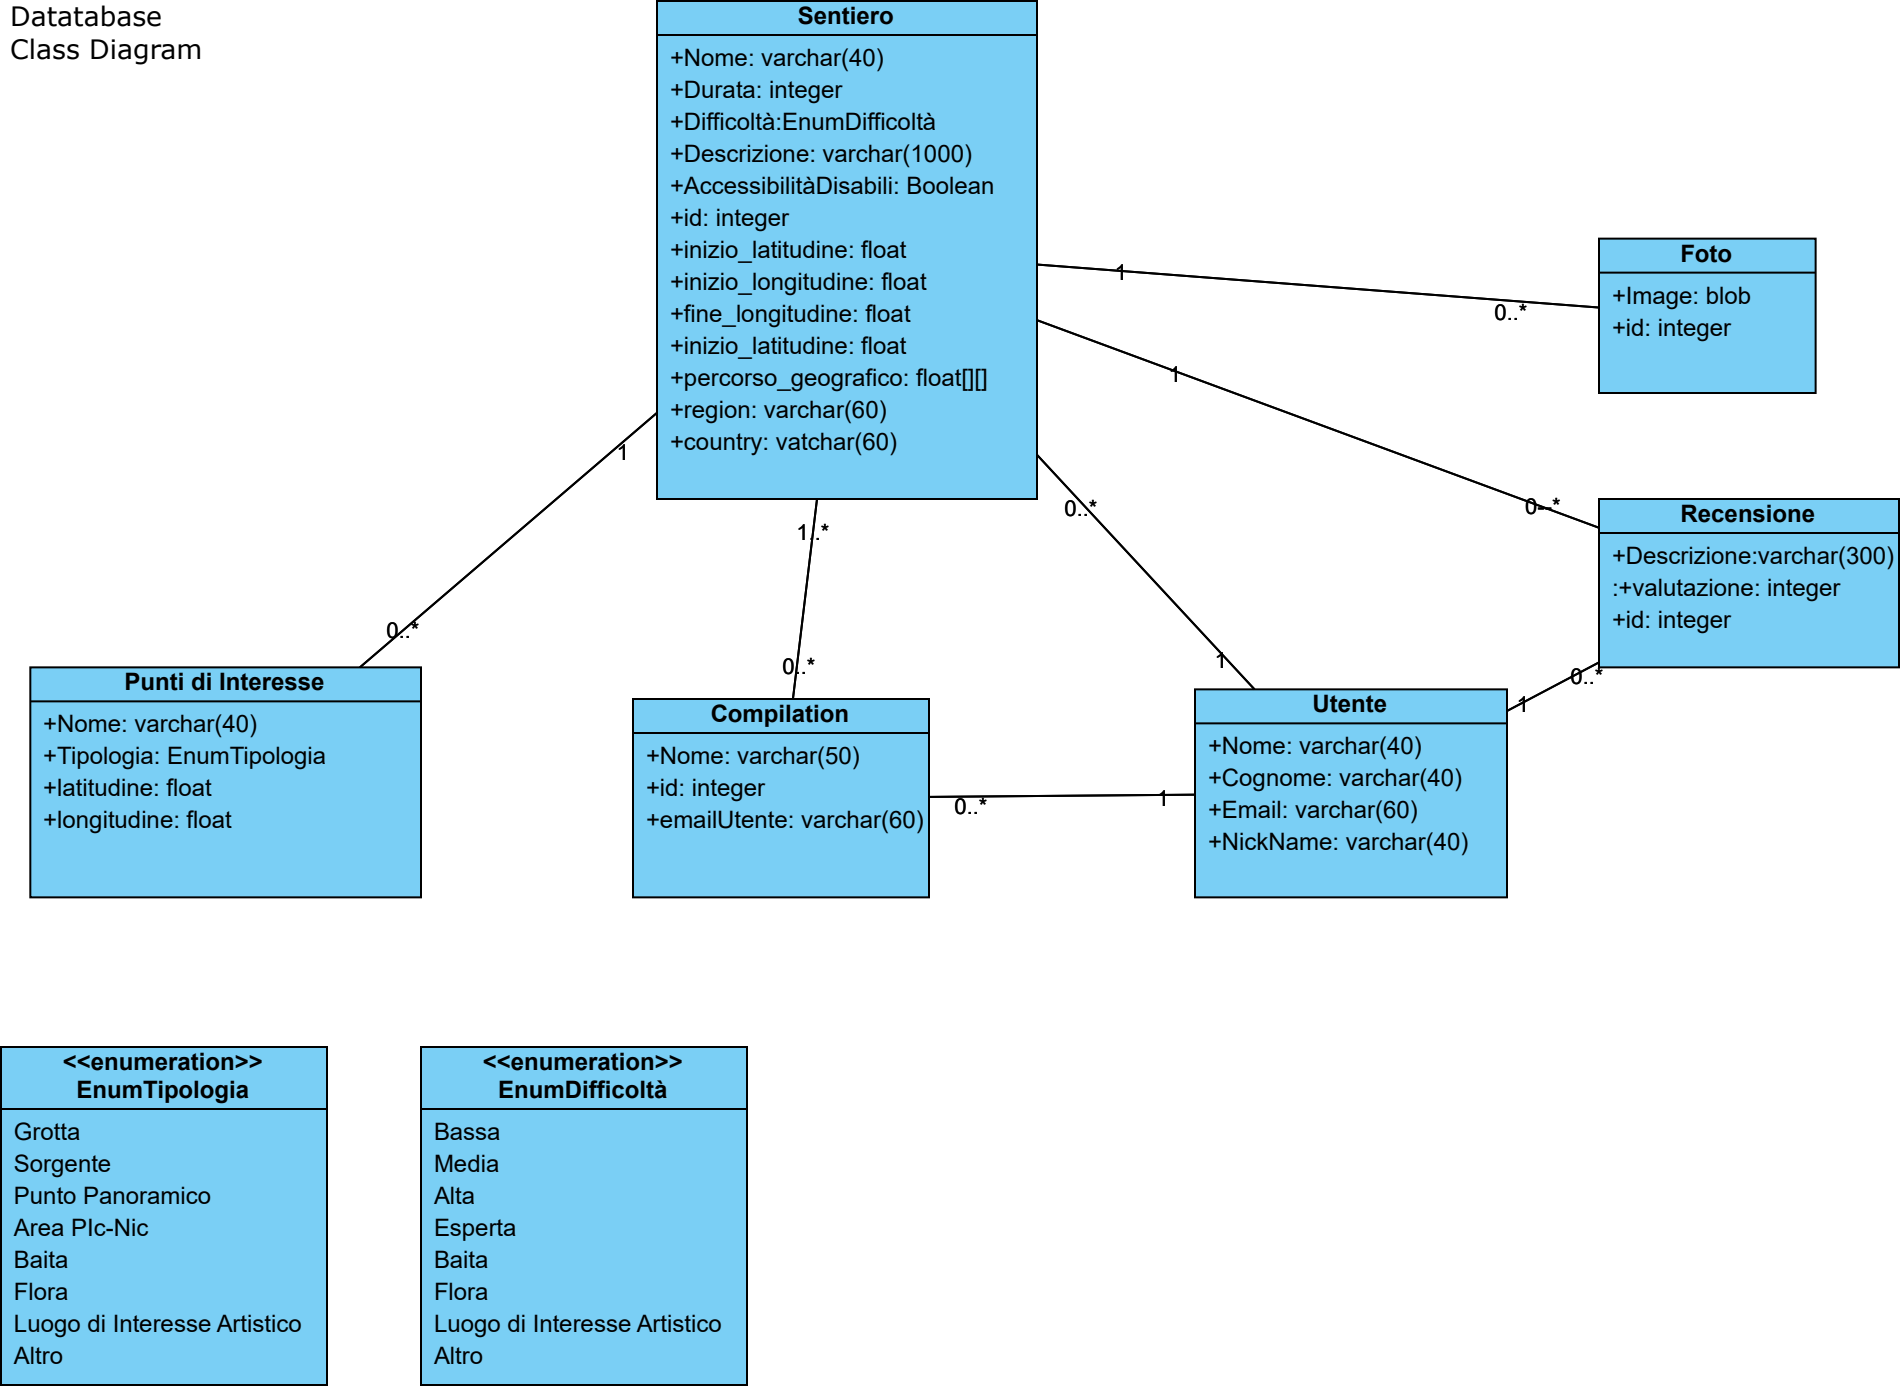 Datatabase
Class Diagram
Sentiero
+Nome: varchar(40)
+Durata: integer
+Difficoltà:EnumDifficoltà
+Descrizione: varchar(1000)
+AccessibilitàDisabili: Boolean
+id: integer
+inizio_latitudine: float
+inizio_longitudine: float
+fine_longitudine: float
+inizio_latitudine: float
+percorso_geografico: float[][]
+region: varchar(60)
+country: vatchar(60)
1
0..*
Foto
+Image: blob
+id: integer
1
0--*
Recensione
+Descrizione:varchar(300)
:+valutazione: integer
+id: integer
1
0..*
Punti di Interesse
+Nome: varchar(40)
+Tipologia: EnumTipologia
+latitudine: float
+longitudine: float
1..*
0..*
Compilation
+Nome: varchar(50)
+id: integer
+emailUtente: varchar(60)
0..*
1
0..*
1
1
0..*
Utente
+Nome: varchar(40)
+Cognome: varchar(40)
+Email: varchar(60)
+NickName: varchar(40)
<<enumeration>>
EnumTipologia
Grotta
Sorgente
Punto Panoramico
Area PIc-Nic
Baita
Flora
Luogo di Interesse Artistico
Altro
<<enumeration>>
EnumDifficoltà
Bassa
Media
Alta
Esperta
Baita
Flora
Luogo di Interesse Artistico
Altro